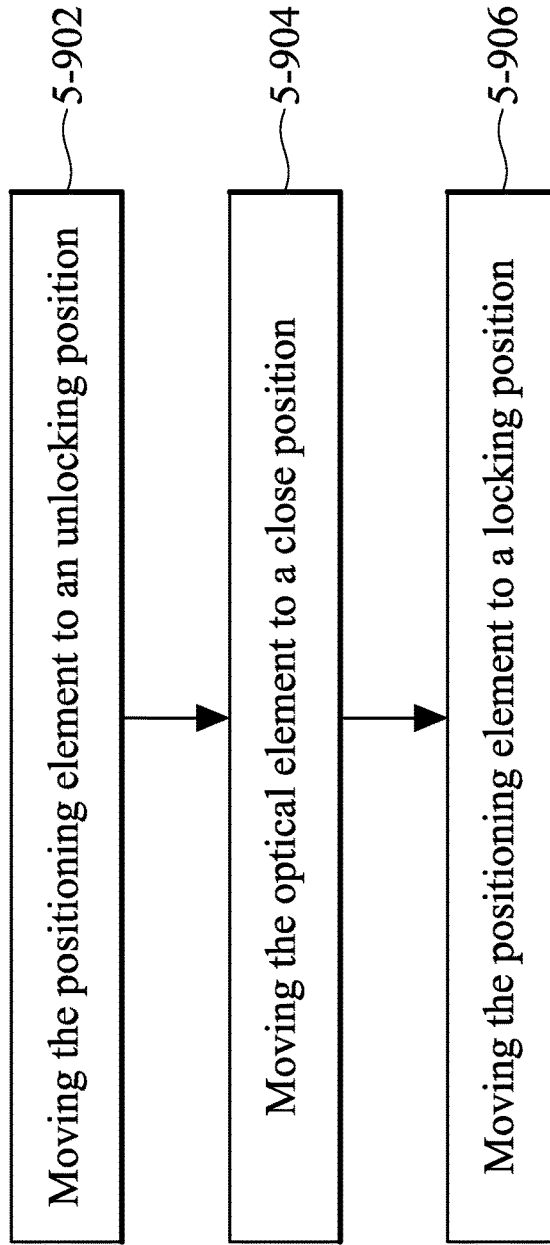 Moving the positioning element to an unlocking position
5-902
Moving the optical element to a close position
5-904
Moving the positioning element to a locking position
5-906